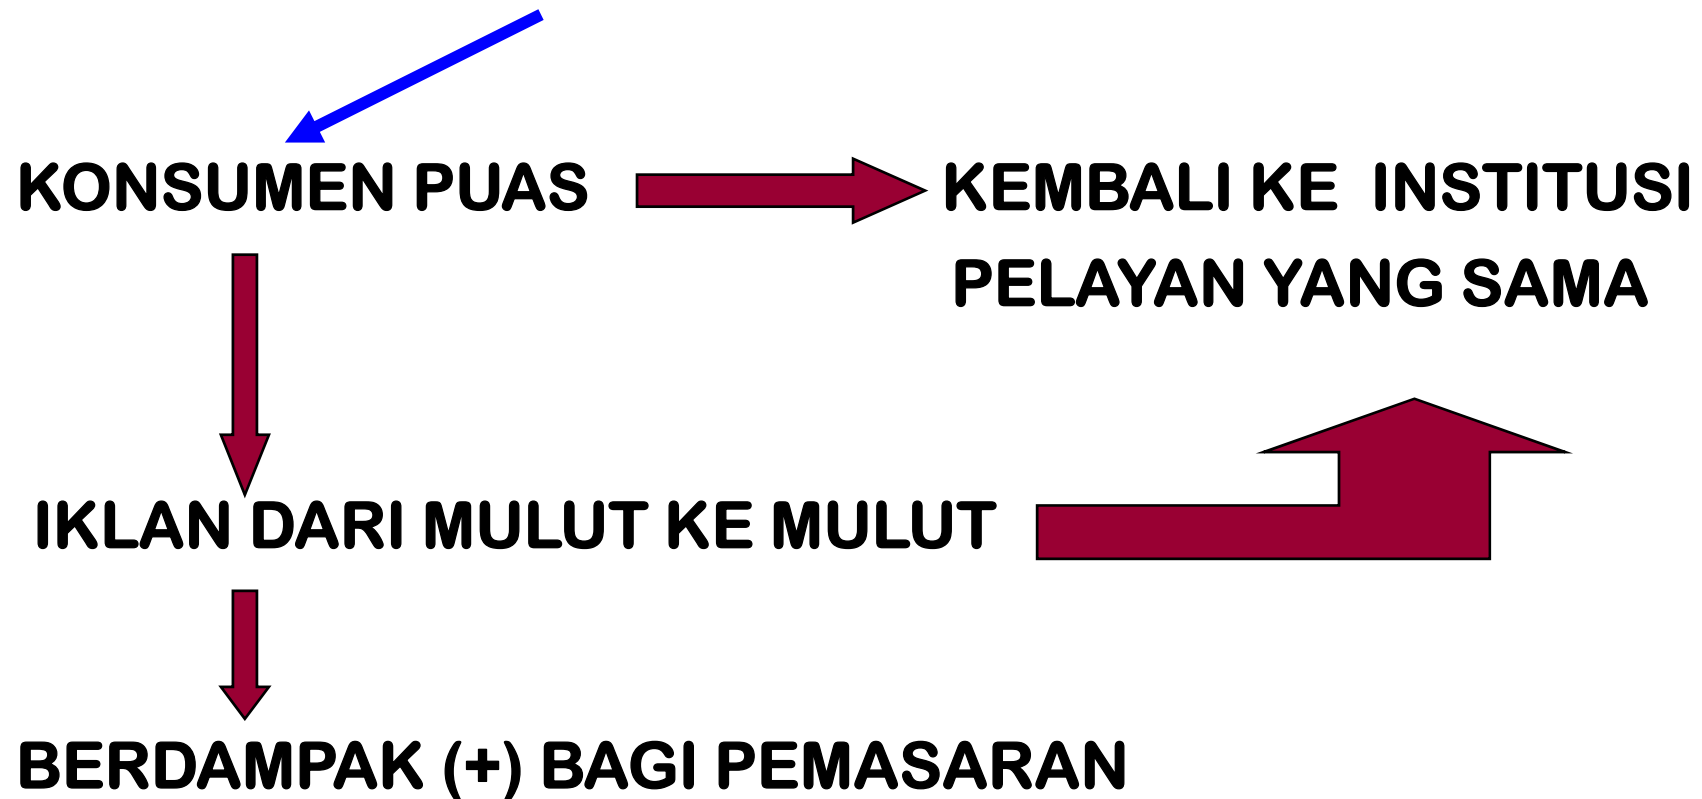 KONSUMEN PUAS
KEMBALI KE INSTITUSI
PELAYAN YANG SAMA
IKLAN DARI MULUT KE MULUT
BERDAMPAK (+) BAGI PEMASARAN